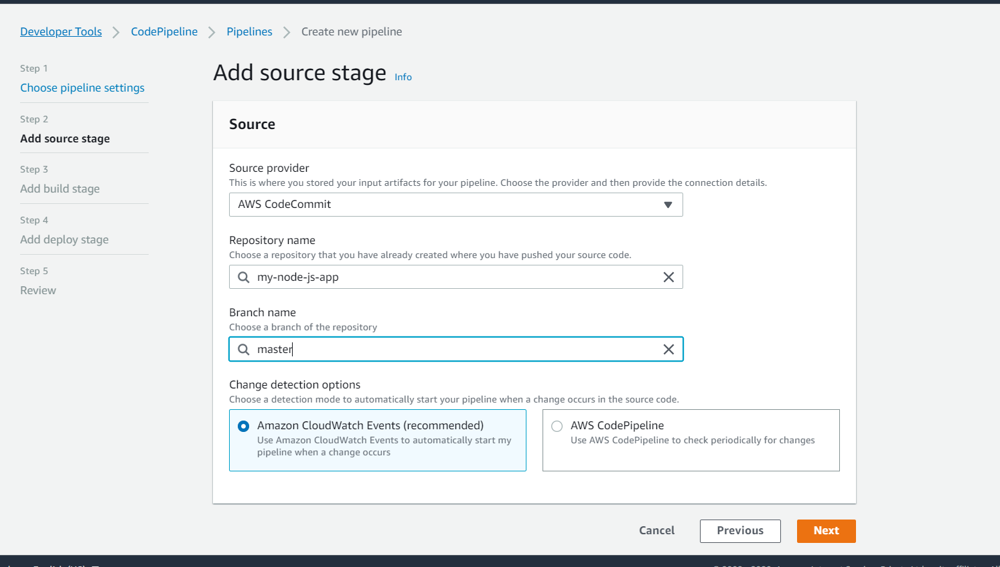 Developer Tools > CodePipeline > Pipelines > Create new pipeline
Step 1
Choose pipeline settings
Step 2
Add source stage
Step 3
Add build stage
Step 4
Add deploy stage
Step 5
Review
Add source stage Info
Source
Source provider
This is where you stored your input artifacts for your pipeline. Choose the provider and then provide the connection details.
AWS CodeCommit
Repository name
Choose a repository that you have already created where you have pushed your source code.
my-node-js-app
Branch name
Choose a branch of the repository
master
Change detection options
Choose a detection mode to automatically start your pipeline when a change occurs in the source code.
Amazon CloudWatch Events (recommended)
Use Amazon CloudWatch Events to automatically start my
pipeline when a change occurs
AWS CodePipeline
Use AWS CodePipeline to check periodically for changes
Cancel Previous Next